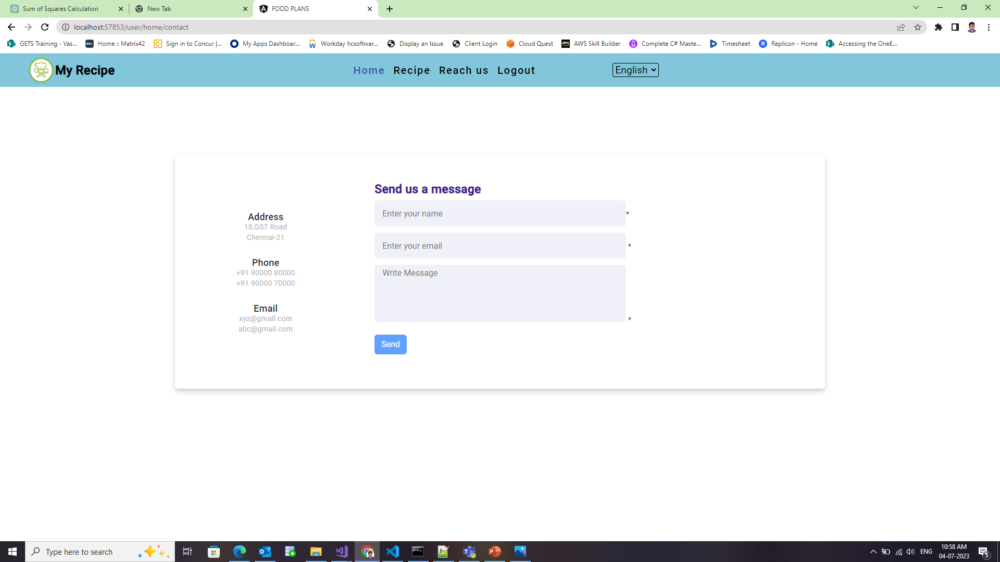 Sum of Squares Calculation
New Tab
FOOD PLANS
localhost:57853/user/home/contact
GETS Training - Vas...
Home :: Matrix42
Sign in to Concur |...
My Apps Dashboar...
Workday hcsoftwar...
Display an Issue
Client Login
Cloud Quest
AWS Skill Builder
Complete C# Maste...
Timesheet
Replicon - Home
Accessing the OneE...
My Recipe
Home
Recipe
Reach us
Logout
English
Address
18,GST Road
Chennai-21
Phone
+91 90000 80000
+91 90000 70000
Email
xyz@gmail.com
abc@gmail.com
Send us a message
Enter your name *
Enter your email *
Write Message
*
Send
Type here to search
ENG
10:58 AM
04-07-2023
5